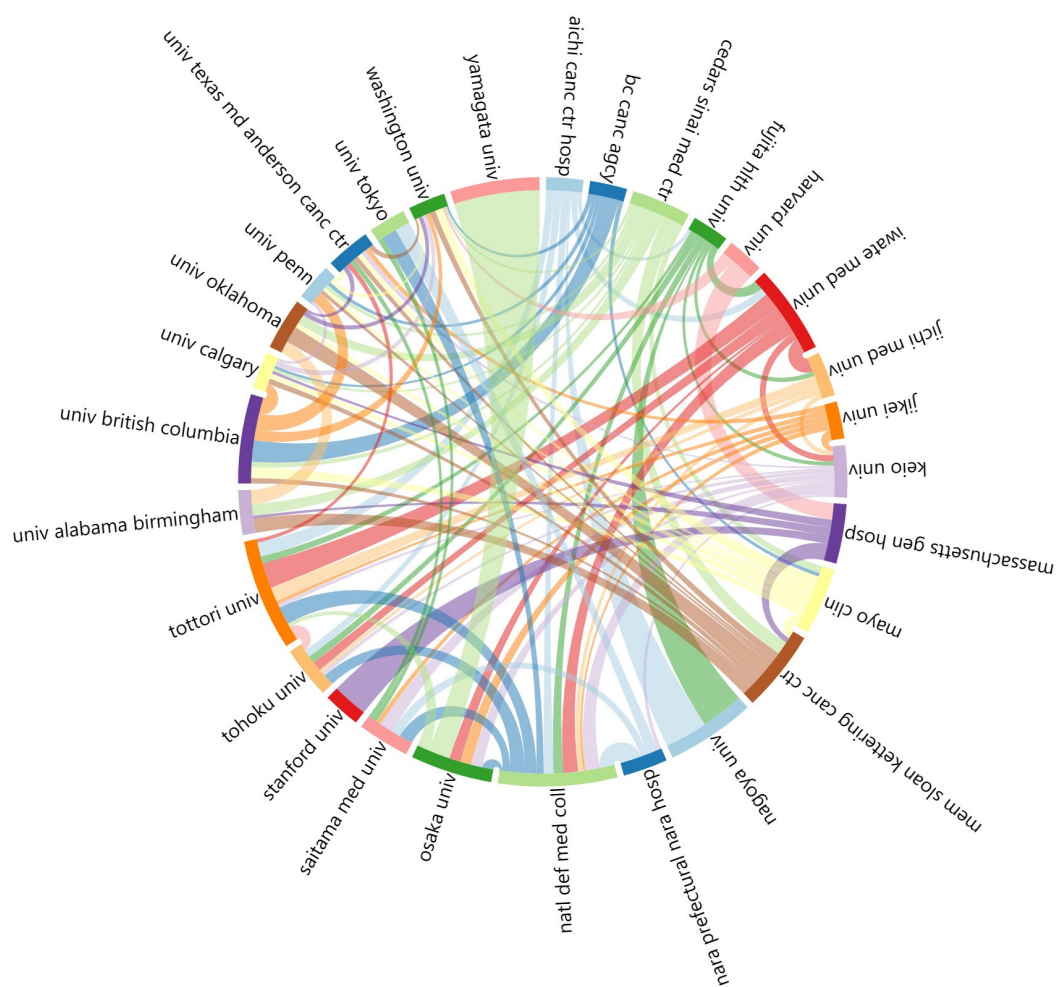 aichi canc ctr hosp
bc canc agcy
cedars sinai med ctr
fujita hlth univ
harvard univ
iwate med univ
jichi med univ
jikei univ
keio univ
massachusetts gen hosp
mayo clin
mem sloan kettering canc ctr
nagoya univ
nara prefectural nara hosp
natl def med coll
osaka univ
saitama med univ
stanford univ
tohoku univ
tottori univ
univ alabama birmingham
univ british columbia
univ calgary
univ oklahoma
univ penn
univ texas md anderson canc ctr
univ tokyo
washington univ
yamagata univ